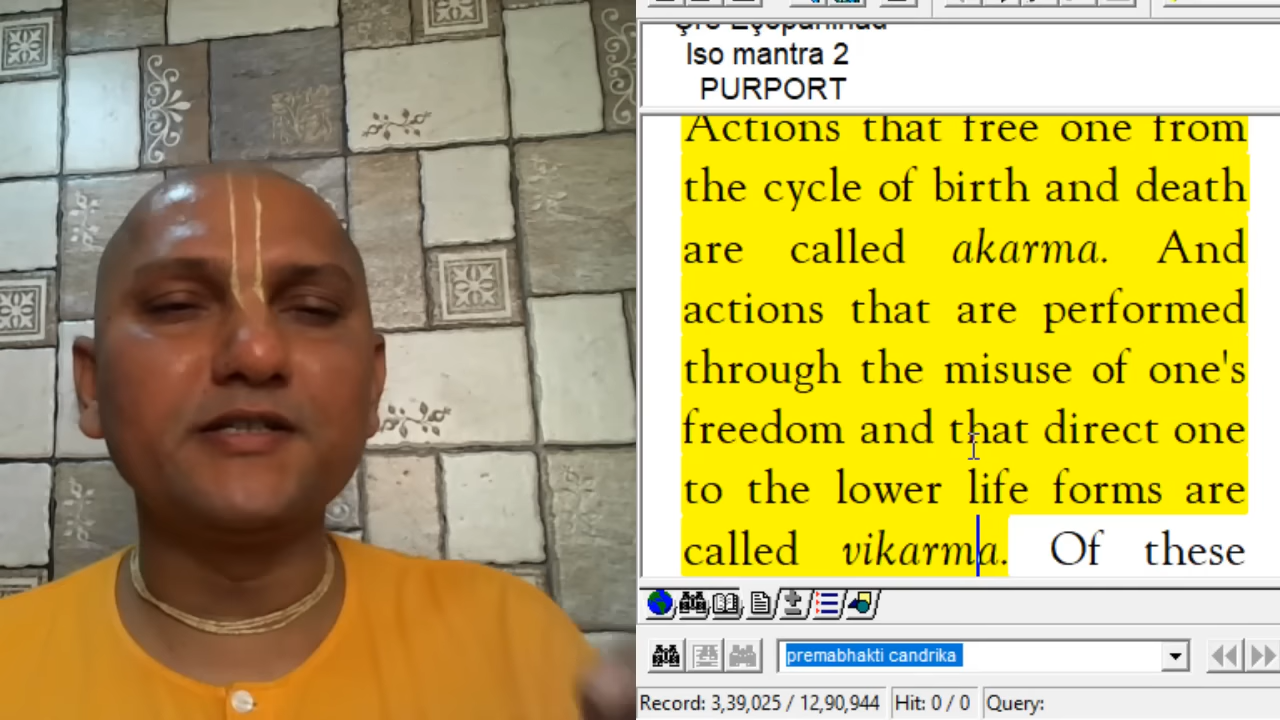 Çré Éçopaniñad
Iso mantra 2
PURPORT
Actions that free one from
the cycle of birth and death
are called akarma. And
actions that are performed
through the misuse of one's
freedom and that direct one
to the lower life forms are
called vikarma. Of these
premabhakti candrika
Record: 3,39,025 / 12,90,944 Hit: 0 / 0 Query: